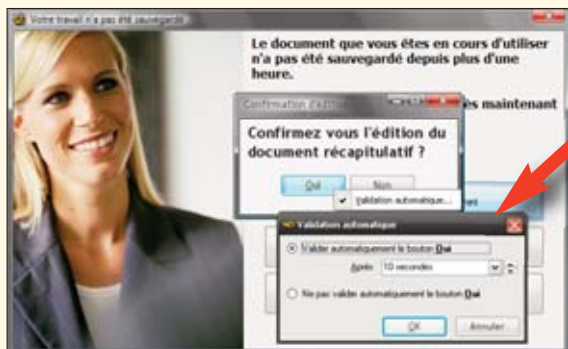 Votre travail n'a pas été sauvegardé
Le document que vous êtes en cours d'utiliser
n'a pas été sauvegardé depuis plus d'une
heure.
ès maintenant
Confirmation d'édition
Confirmez vous l'édition du
document récapitulatif ?
Oui Non
Validation automatique...
Validation automatique
Valider automatiquement le bouton Oui
Après 10 secondes
Ne pas valider automatiquement le bouton Oui
OK Annuler